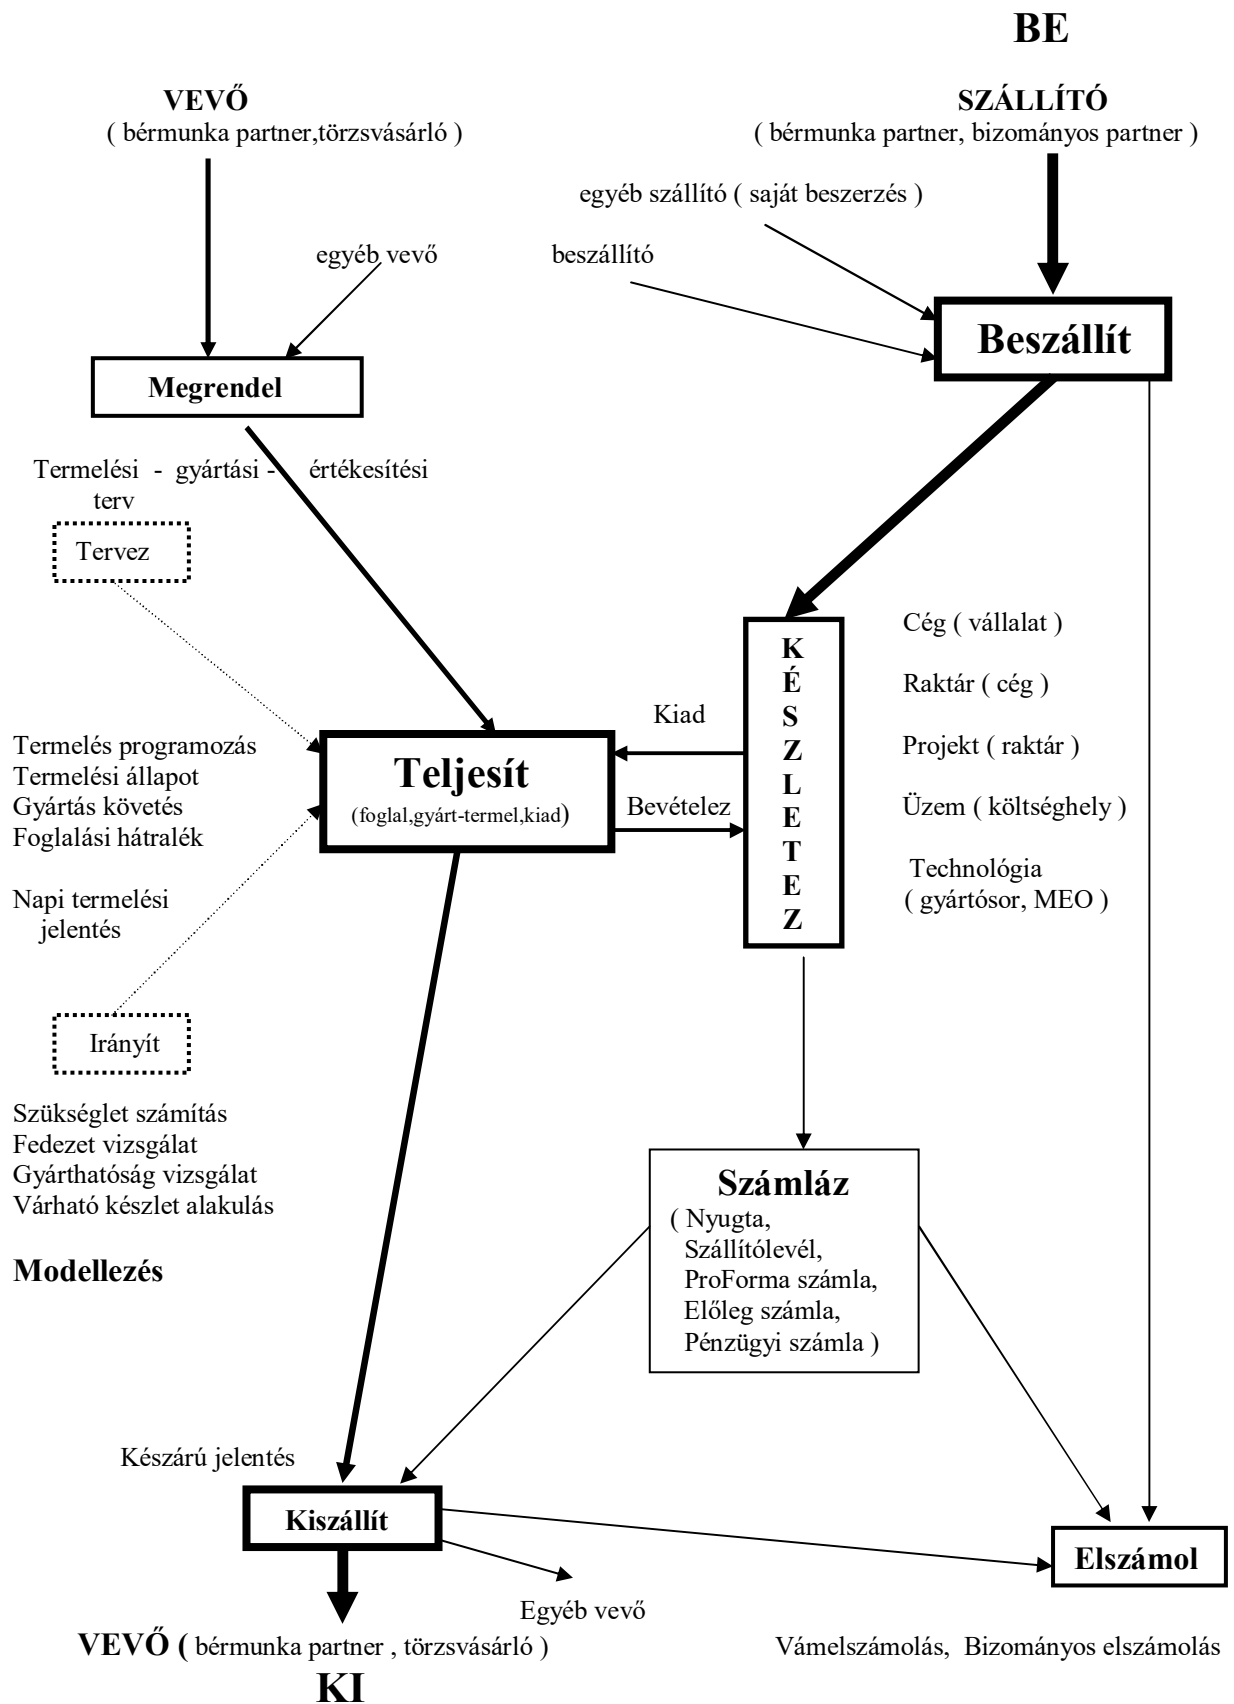 BE
VEVŐ
( bérmunka partner,törzsvásárló )
SZÁLLÍTÓ
( bérmunka partner, bizományos partner )
egyéb szállító ( saját beszerzés )
egyéb vevő
beszállító
Beszállít
Megrendel
Termelési - gyártási - értékesítési
terv
Tervez
Cég ( vállalat )
Raktár ( cég )
Projekt ( raktár )
Üzem ( költséghely )
Technológia
( gyártósor, MEO )
K
É
S
Z
L
E
T
E
Z
Kiad
Bevételez
Teljesít
(foglal,gyárt-termel,kiad)
Termelés programozás
Termelési állapot
Gyártás követés
Foglalási hátralék
Napi termelési
jelentés
Irányít
Szükséglet számítás
Fedezet vizsgálat
Gyárthatóság vizsgálat
Várható készlet alakulás
Modellezés
Számláz
( Nyugta,
Szállítólevél,
ProForma számla,
Előleg számla,
Pénzügyi számla )
Készárú jelentés
Kiszállít
Elszámol
Egyéb vevő
VEVŐ ( bérmunka partner , törzsvásárló )
Vámelszámolás, Bizományos elszámolás
KI